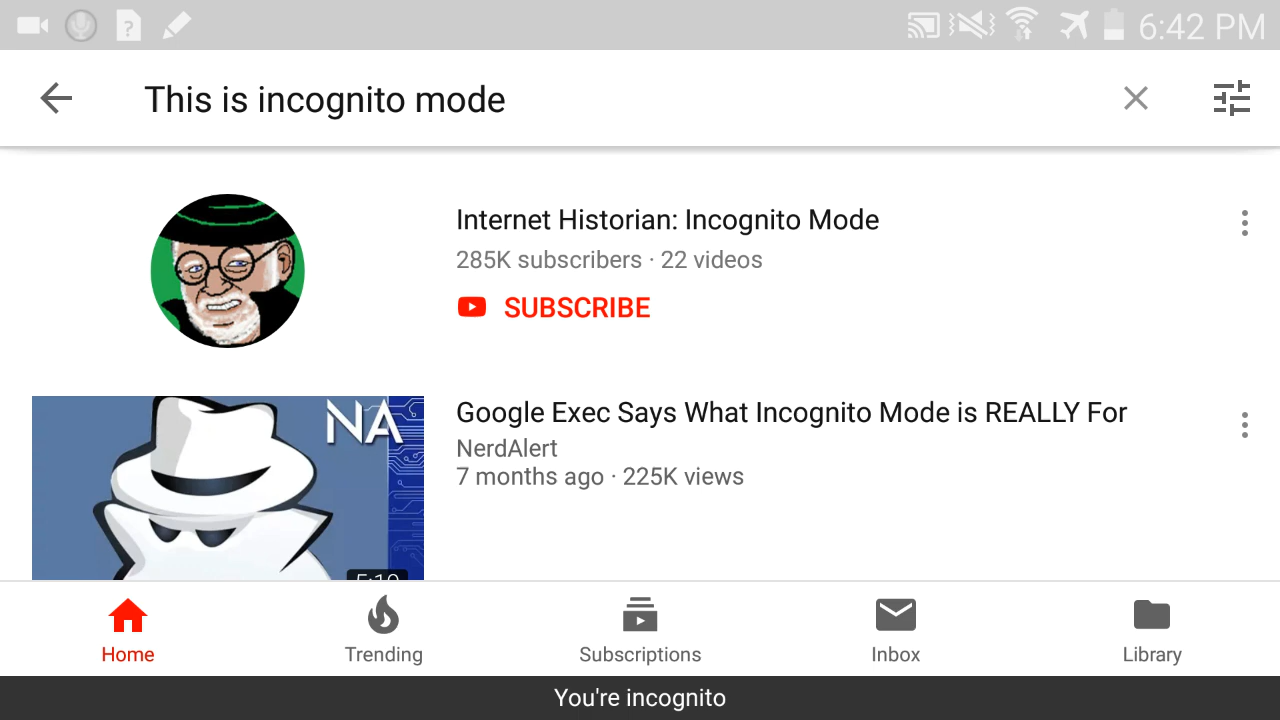 6:42 PM
This is incognito mode
Internet Historian: Incognito Mode
285K subscribers · 22 videos
SUBSCRIBE
NA
Google Exec Says What Incognito Mode is REALLY For
NerdAlert
7 months ago · 225K views
Home
Trending
Subscriptions
Inbox
Library
You're incognito